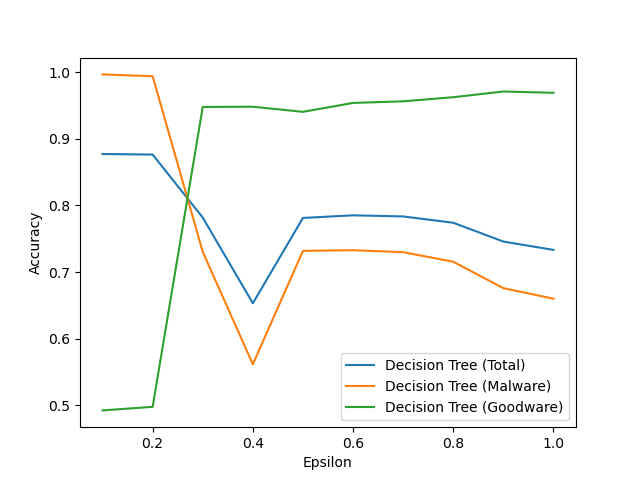 1.0
0.9
0.8
0.7
0.6
0.5
Accuracy
Decision Tree (Total)
Decision Tree (Malware)
Decision Tree (Goodware)
0.2 0.4 0.6 0.8 1.0
Epsilon